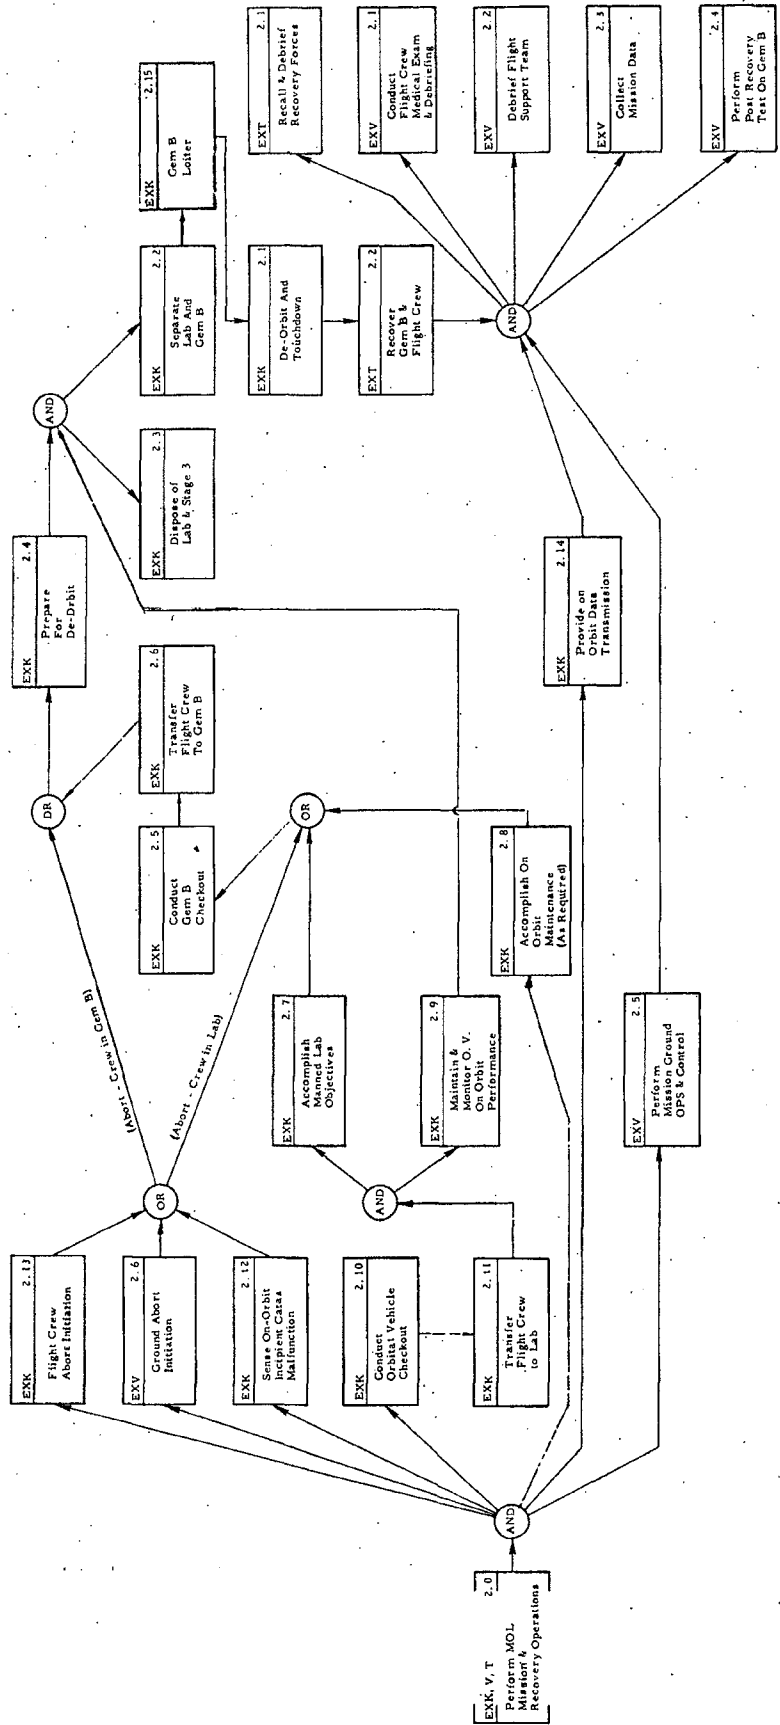 EXT 2.1
Recall & Debrief
Recovery Forces
EXV 2.1
Conduct
Flight Crew
Medical Exam
& Debriefing
EXV 2.2
Debrief Flight
Support Team
EXV 2.3
Collect
Mission Data
EXV 2.4
Perform
Post Recovery
Test On Gem B
EXK 2.15
Gem B
Loiter
EXK 2.2
Separate
Lab And
Gem B
EXK 2.1
De-Orbit And
Touchdown
EXT 2.2
Recover
Gem B &
Flight Crew
AND
AND
EXK 2.3
Dispose of
Lab & Stage 3
EXK 2.4
Prepare
For
De-Orbit
EXK 2.14
Provide on
Orbit Data
Transmission
EXK 2.6
Transfer
Flight Crew
To Gem B
OR
OR
EXK 2.5
Conduct
Gem B
Checkout
EXK 2.8
Accomplish On
Orbit
Maintenance
(As Required)
(Abort - Crew in Gem B)
(Abort - Crew in Lab)
EXK 2.7
Accomplish
Manned Lab
Objectives
EXK 2.9
Maintain &
Monitor O. V.
On Orbit
Performance
EXV 2.5
Perform
Mission Ground
OPS & Control
OR
AND
EXK 2.13
Flight Crew
Abort Initiation
EXV 2.6
Ground Abort
Initiation
EXK 2.12
Sense On-Orbit
Incipient Catas
Malfunction
EXK 2.10
Conduct
Orbital Vehicle
Checkout
EXK 2.11
Transfer
Flight Crew
to Lab
AND
EXK, V, T 2.0
Perform MOL
Mission &
Recovery Operations